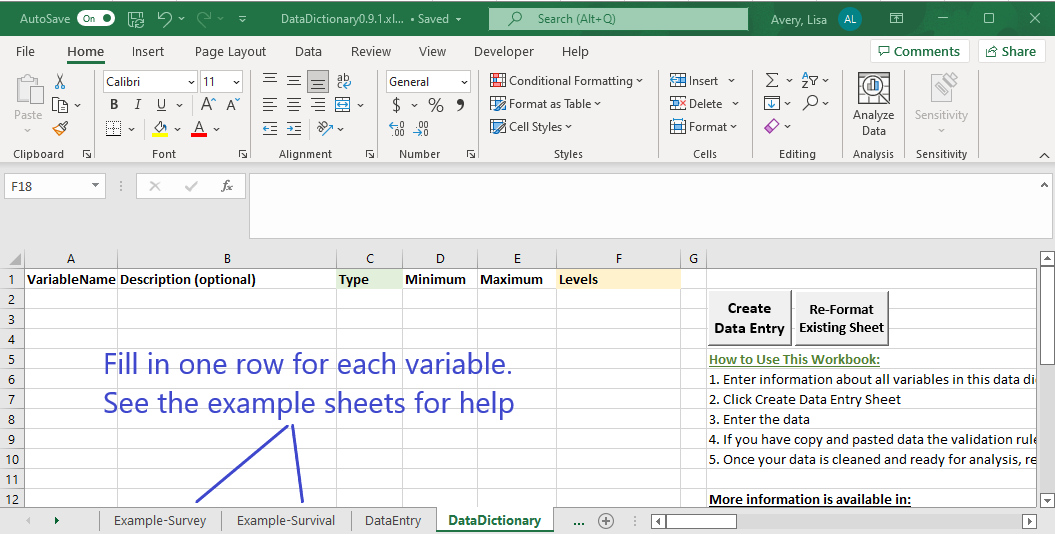 AutoSave On DataDictionary0.9.1.xl... • Saved Search (Alt+Q) Avery, Lisa AL
File Home Insert Page Layout Formulas Data Review View Developer Help Comments Share
Calibri 11 ab General Conditional Formatting Insert
Paste B I U A A $ % Format as Table Delete Analyze Data Sensitivity
A Cell Styles Format
Clipboard Font Alignment Number Styles Cells Editing Analysis Sensitivity
F18 fx
A B C D E F G
1 VariableName Description (optional) Type Minimum Maximum Levels
2
3
4
5
6
7
8
9
10
11
12
Create Data Entry
Re-Format Existing Sheet
Fill in one row for each variable.
See the example sheets for help
How to Use This Workbook:
1. Enter information about all variables in this data di
2. Click Create Data Entry Sheet
3. Enter the data
4. If you have copy and pasted data the validation rule
5. Once your data is cleaned and ready for analysis, re
More information is available in:
Example-Survey Example-Survival DataEntry DataDictionary ...